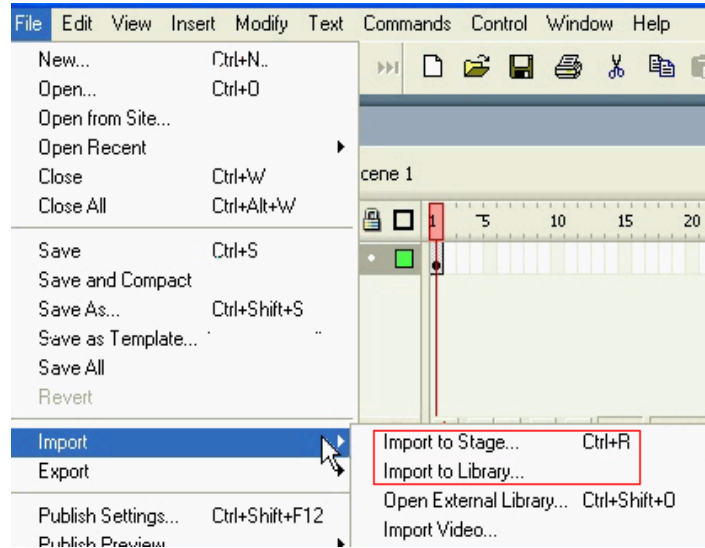 File Edit View Insert Modify Text Commands Control Window Help
New... Ctrl+N..
Open... Ctrl+O
Open from Site...
Open Recent
Close Ctrl+W
cene 1
Close All Ctrl+Alt+W
1 5 10 15 20
Save Ctrl+S
Save and Compact
Save As... Ctrl+Shift+S
Save as Template...
Save All
Revert
Import
Import to Stage... Ctrl+R
Export
Import to Library...
Open External Library... Ctrl+Shift+O
Publish Settings... Ctrl+Shift+F12
Import Video...
Publish Preview